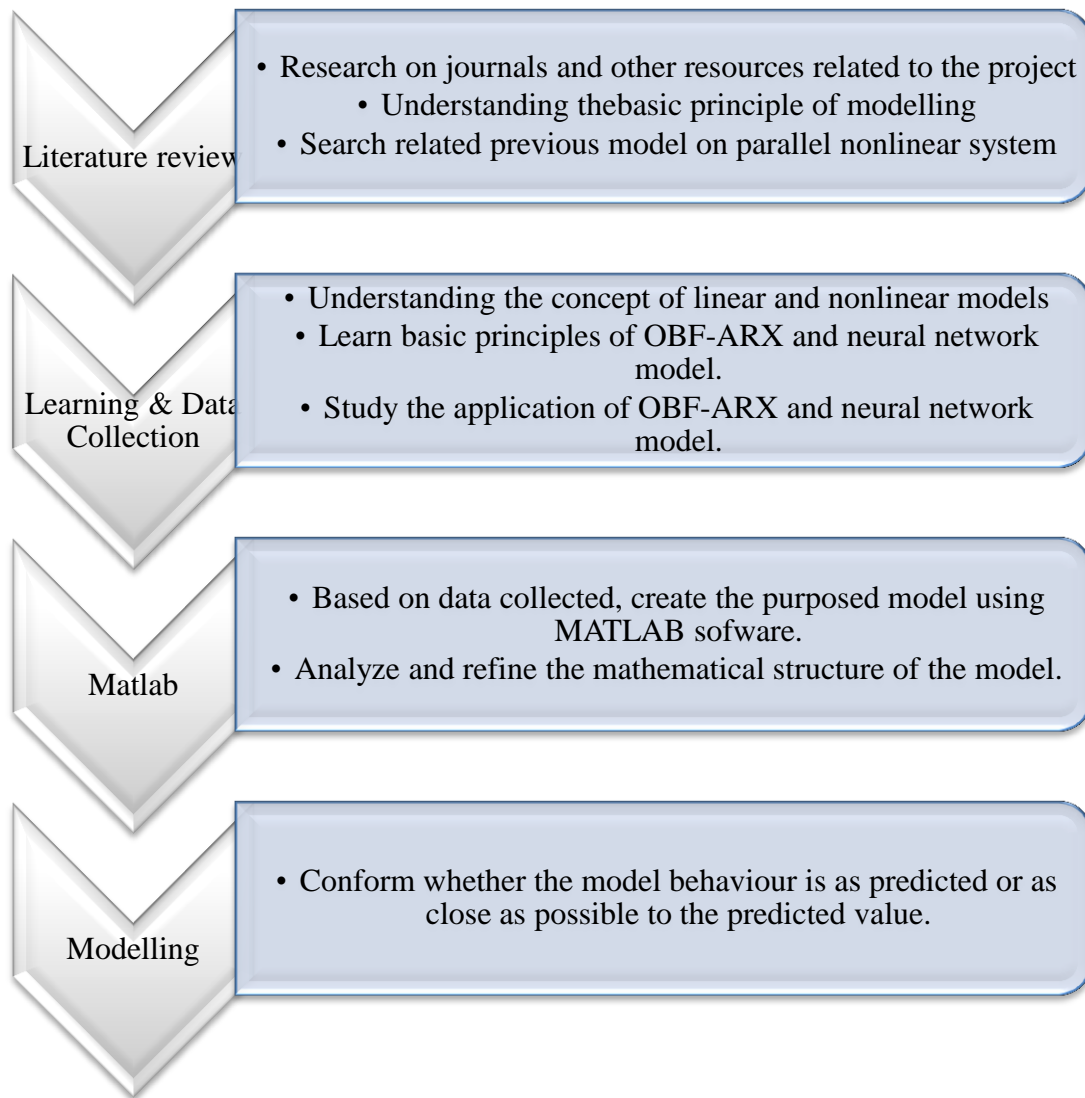 Literature review
• Research on journals and other resources related to the project
• Understanding thebasic principle of modelling
• Search related previous model on parallel nonlinear system
Learning & Data
Collection
• Understanding the concept of linear and nonlinear models
• Learn basic principles of OBF-ARX and neural network
model.
• Study the application of OBF-ARX and neural network
model.
Matlab
• Based on data collected, create the purposed model using
MATLAB sofware.
• Analyze and refine the mathematical structure of the model.
Modelling
• Conform whether the model behaviour is as predicted or as
close as possible to the predicted value.